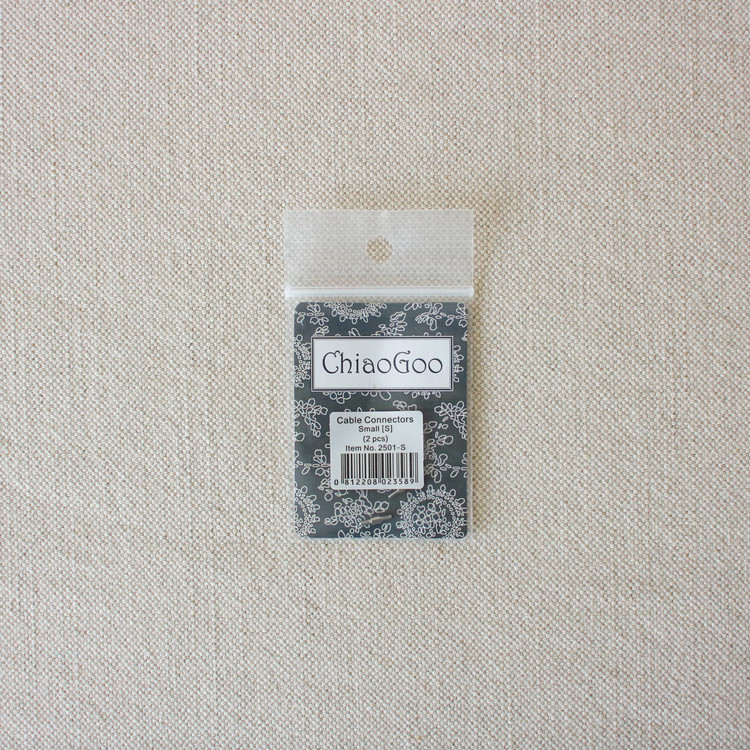 ChiaoGoo
Cable Connectors
Small [S]
(2 pcs)
Item No. 2501-S
0 812208 023589